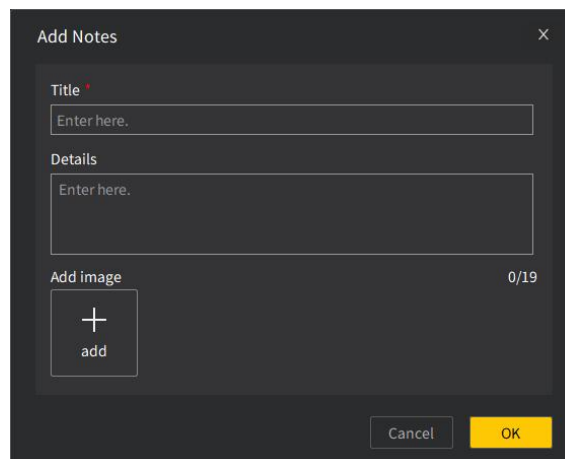 Add Notes X
Title *
Enter here.
Details
Enter here.
Add image 0/19
add
Cancel OK